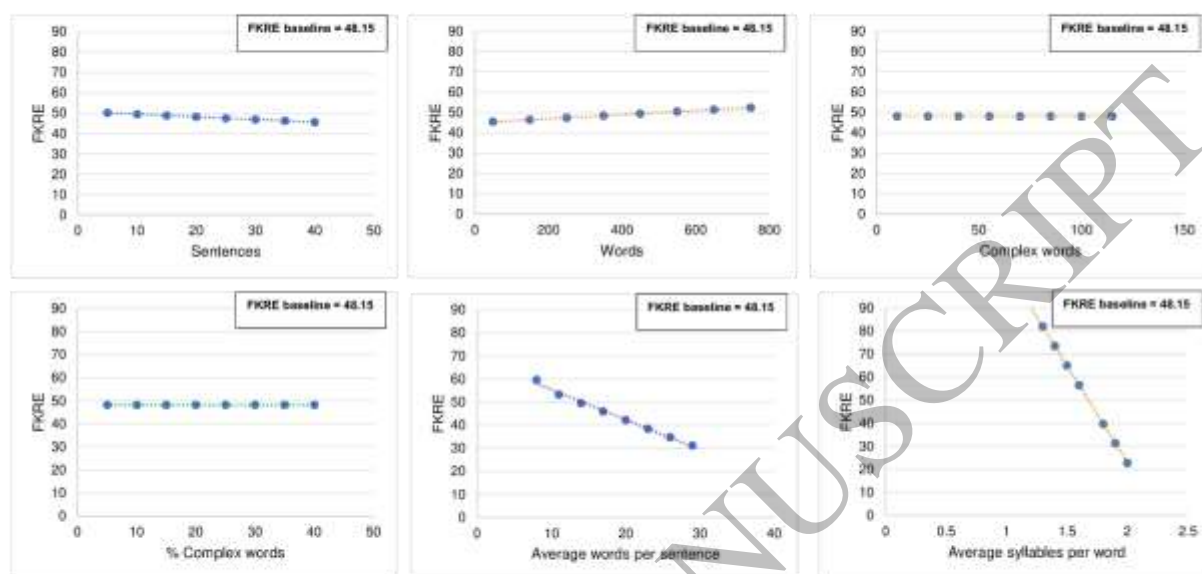 FKRE baseline = 48.15
90
80
70
60
50
40
30
20
10
0
FKRE
0 10 20 30 40 50
Sentences
FKRE baseline = 48.15
90
80
70
60
50
40
30
20
10
0
FKRE
0 200 400 600 800
Words
FKRE baseline = 48.15
90
80
70
60
50
40
30
20
10
0
FKRE
0 50 100 150
Complex words
FKRE baseline = 48.15
90
80
70
60
50
40
30
20
10
0
FKRE
0 10 20 30 40 50
% Complex words
FKRE baseline = 48.15
90
80
70
60
50
40
30
20
10
0
FKRE
0 10 20 30 40
Average words per sentence
FKRE baseline = 48.15
90
80
70
60
50
40
30
20
10
0
FKRE
0 0.5 1 1.5 2 2.5
Average syllables per word
NUSCRIPT